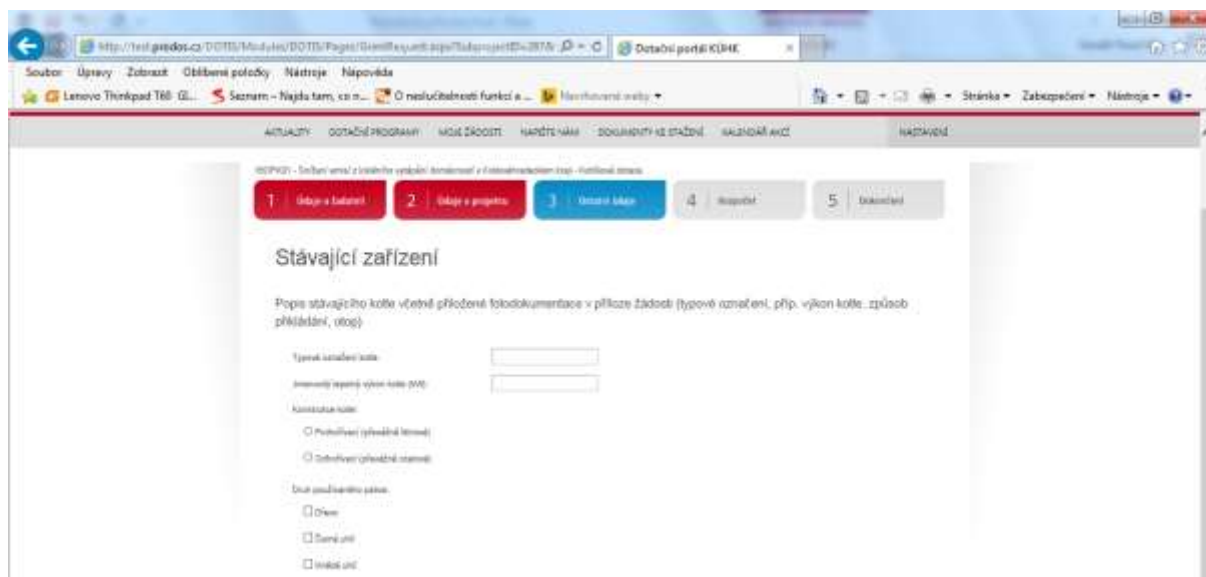 Dotační portál KÚHK
Soubor Úpravy Zobrazit Oblíbené položky Nástroje Nápověda
Lenovo Thinkpad T60 Gl... Seznam – Najdu tam, co n... O neslučitelnosti funkcí a ... Navrhované weby
Stránka Zabezpečení Nástroje
AKTUALITY DOTAČNÍ PROGRAMY MOJE ŽÁDOSTI NAPIŠTE NÁM DOKUMENTY KE STAŽENÍ KALENDÁŘ AKCÍ NASTAVENÍ
1 Údaje o žadateli 2 Údaje o projektu 3 Ostatní údaje 4 Rozpočet 5 Dokončení
Stávající zařízení
Popis stávajícího kotle včetně přiložené fotodokumentace v příloze žádosti (typové označení, příp. výkon kotle, způsob
přikládání, otop)
Typové označení kotle:
Jmenovitý tepelný výkon kotle (kW):
Konstrukce kotle:
Prohořívací (převážně litinové)
Odhořívací (převážně ocelové)
Druh používaného paliva:
Dřevo
Černé uhlí
Hnědé uhlí